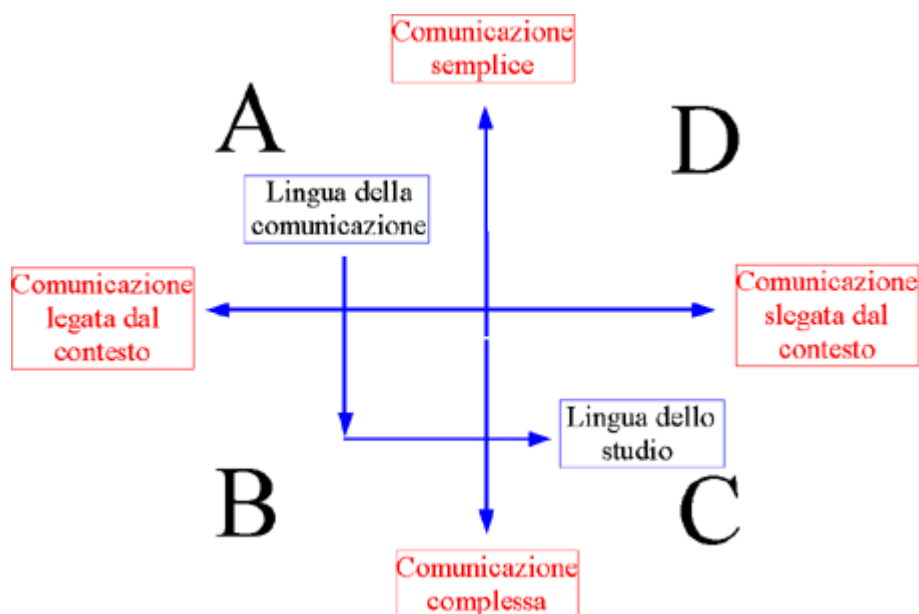 Comunicazione
semplice
A
D
Lingua della
comunicazione
Comunicazione
legata dal
contesto
Comunicazione
slegata dal
contesto
Lingua dello
studio
B
C
Comunicazione
complessa